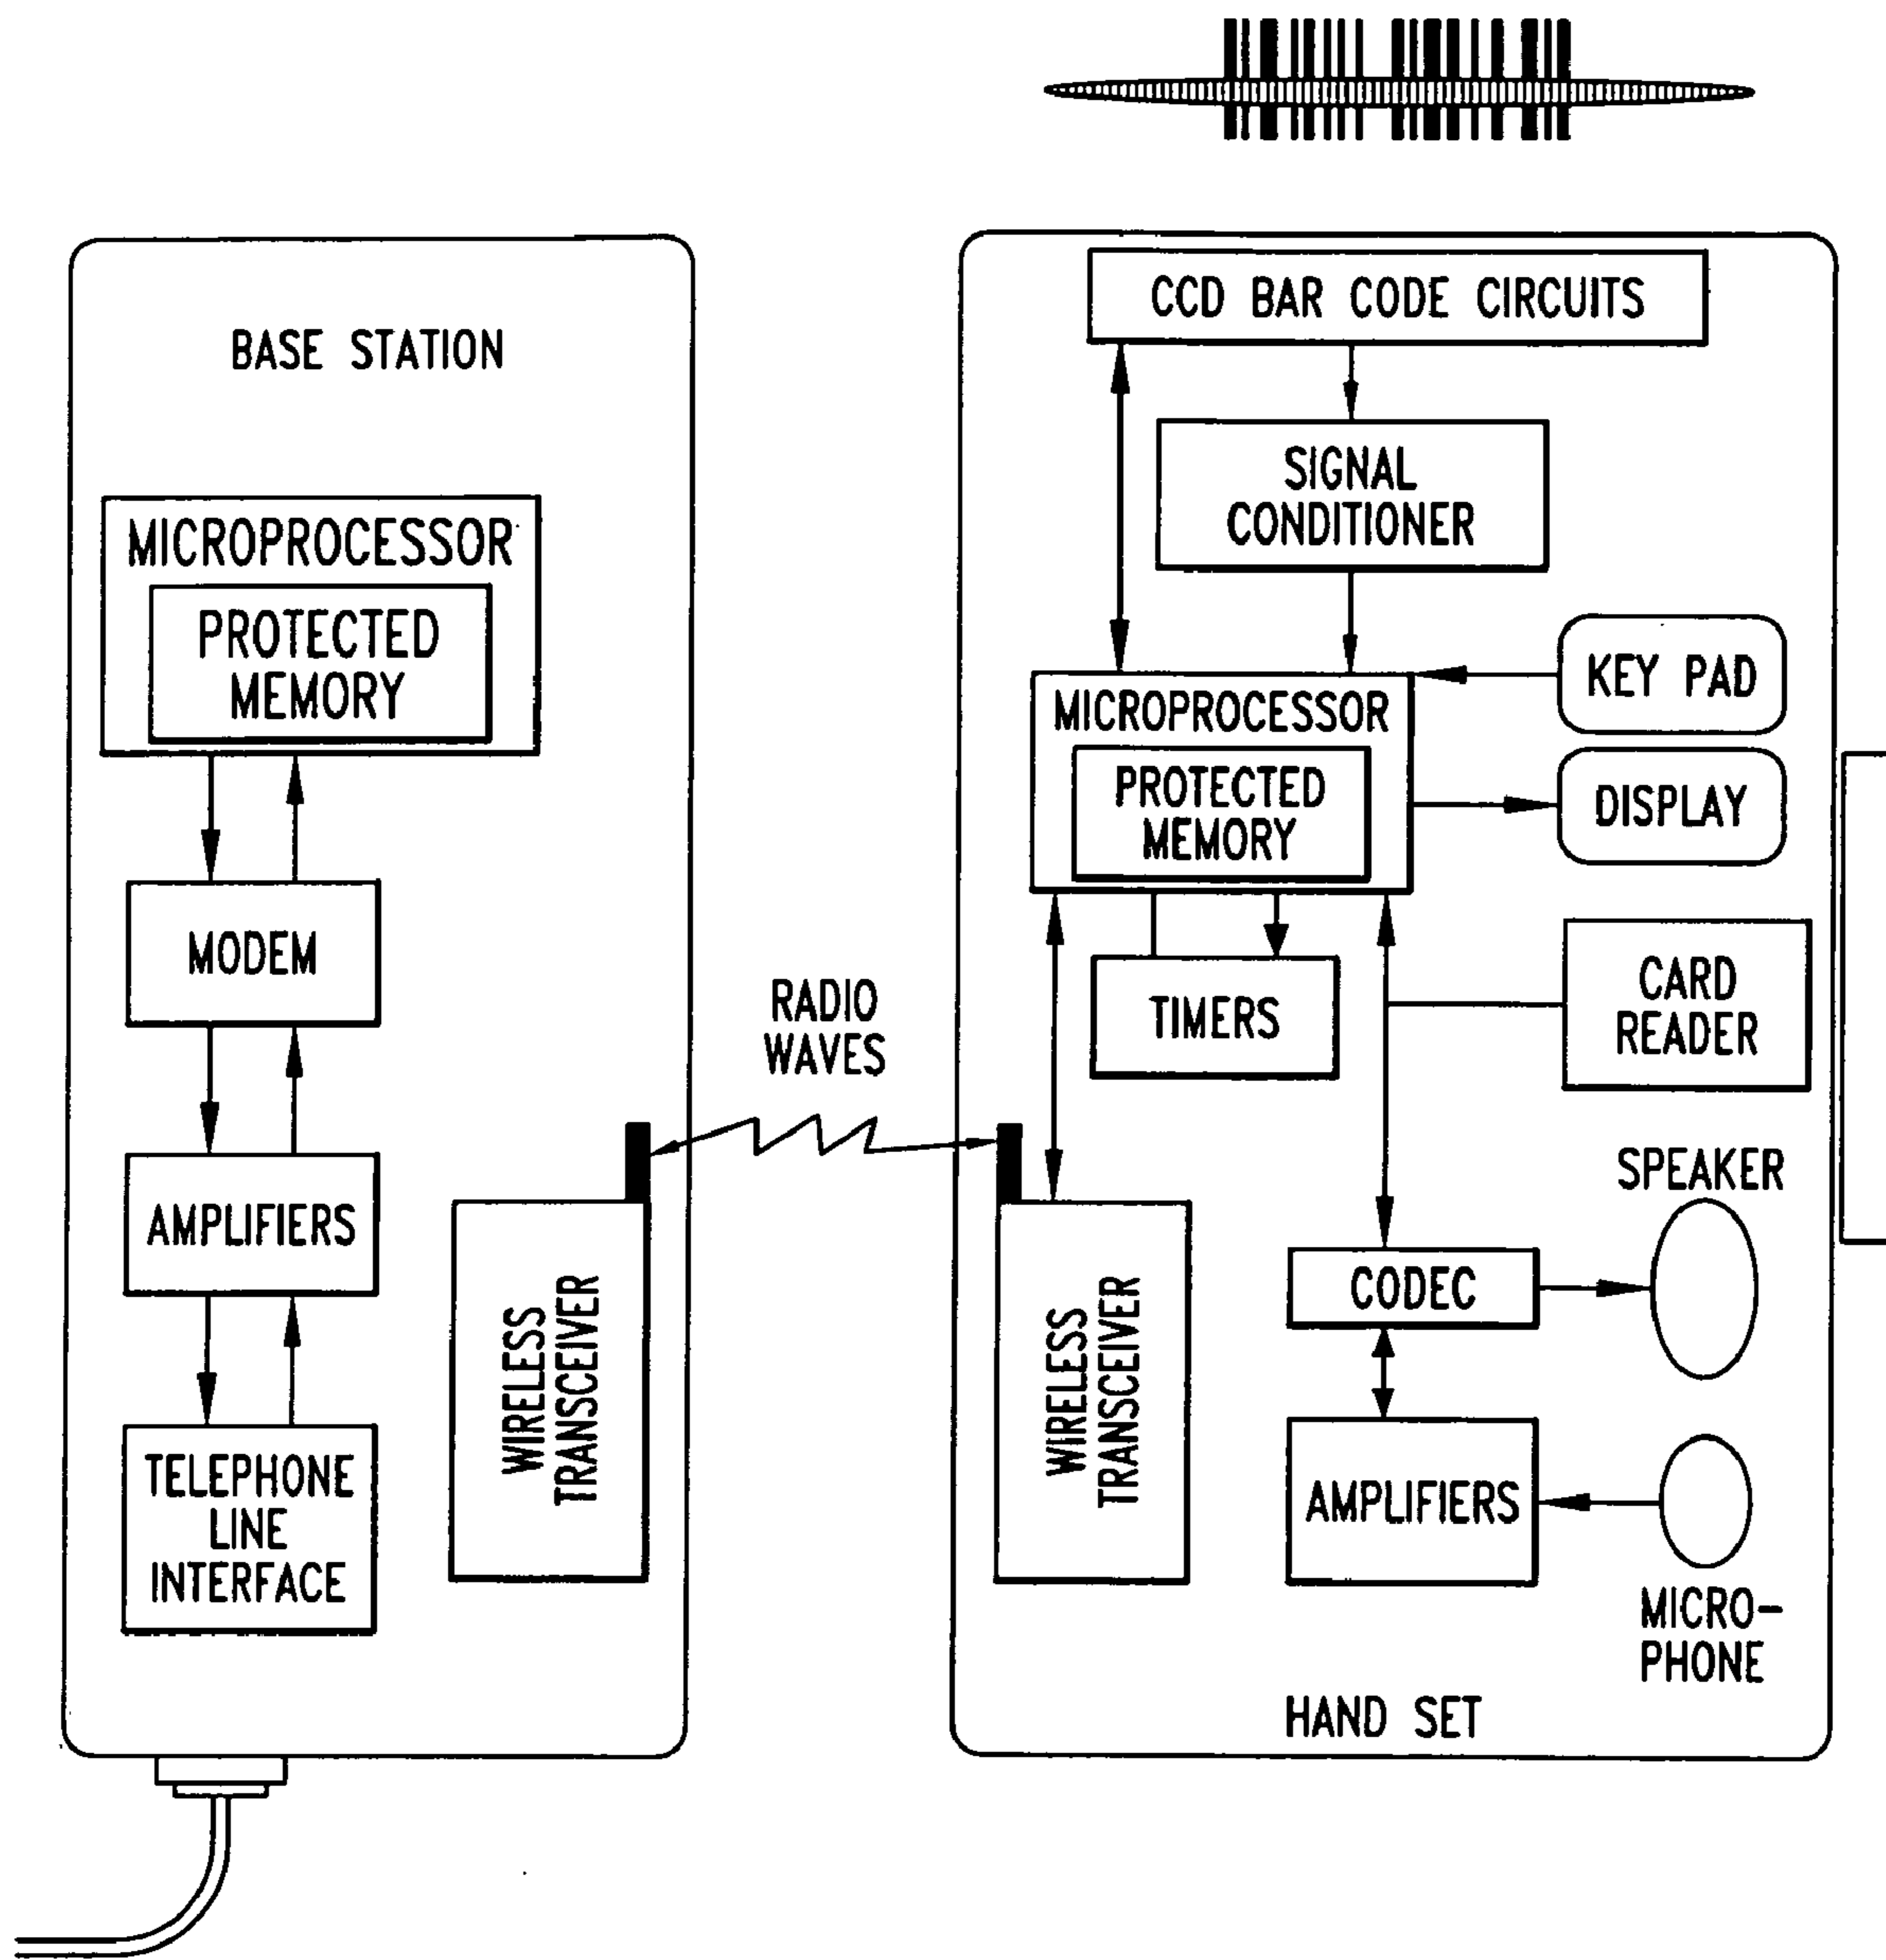 BASE STATION
MICROPROCESSOR
PROTECTED
MEMORY
MODEM
AMPLIFIERS
TELEPHONE
LINE
INTERFACE
WIRELESS
TRANSCEIVER
RADIO
WAVES
CCD BAR CODE CIRCUITS
SIGNAL
CONDITIONER
KEY PAD
MICROPROCESSOR
PROTECTED
MEMORY
DISPLAY
TIMERS
CARD
READER
SPEAKER
CODEC
WIRELESS
TRANSCEIVER
AMPLIFIERS
MICRO-
PHONE
HAND SET